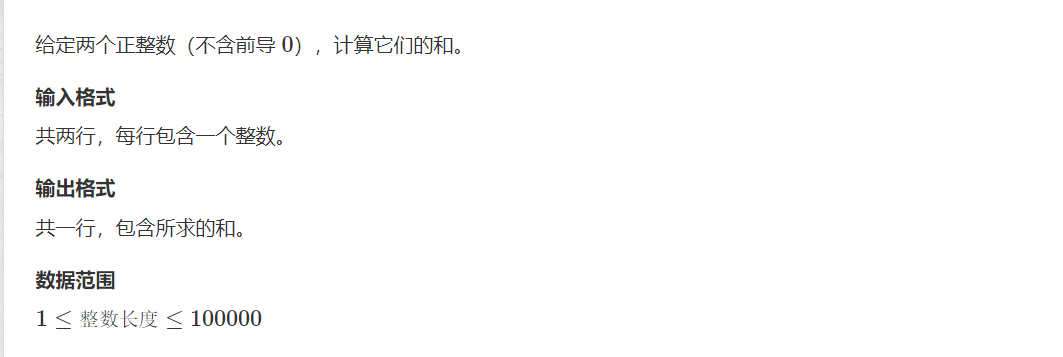 给定两个正整数（不含前导 0），计算它们的和。
输入格式
共两行，每行包含一个整数。
输出格式
共一行，包含所求的和。
数据范围
1 ≤ 整数长度 ≤ 100000